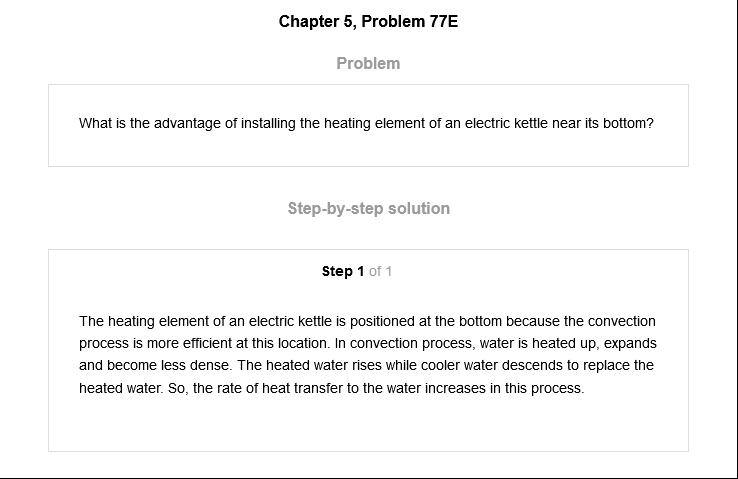 Chapter 5, Problem 77E
Problem
What is the advantage of installing the heating element of an electric kettle near its bottom?
Step-by-step solution
Step 1 of 1
The heating element of an electric kettle is positioned at the bottom because the convection
process is more efficient at this location. In convection process, water is heated up, expands
and become less dense. The heated water rises while cooler water descends to replace the
heated water. So, the rate of heat transfer to the water increases in this process.